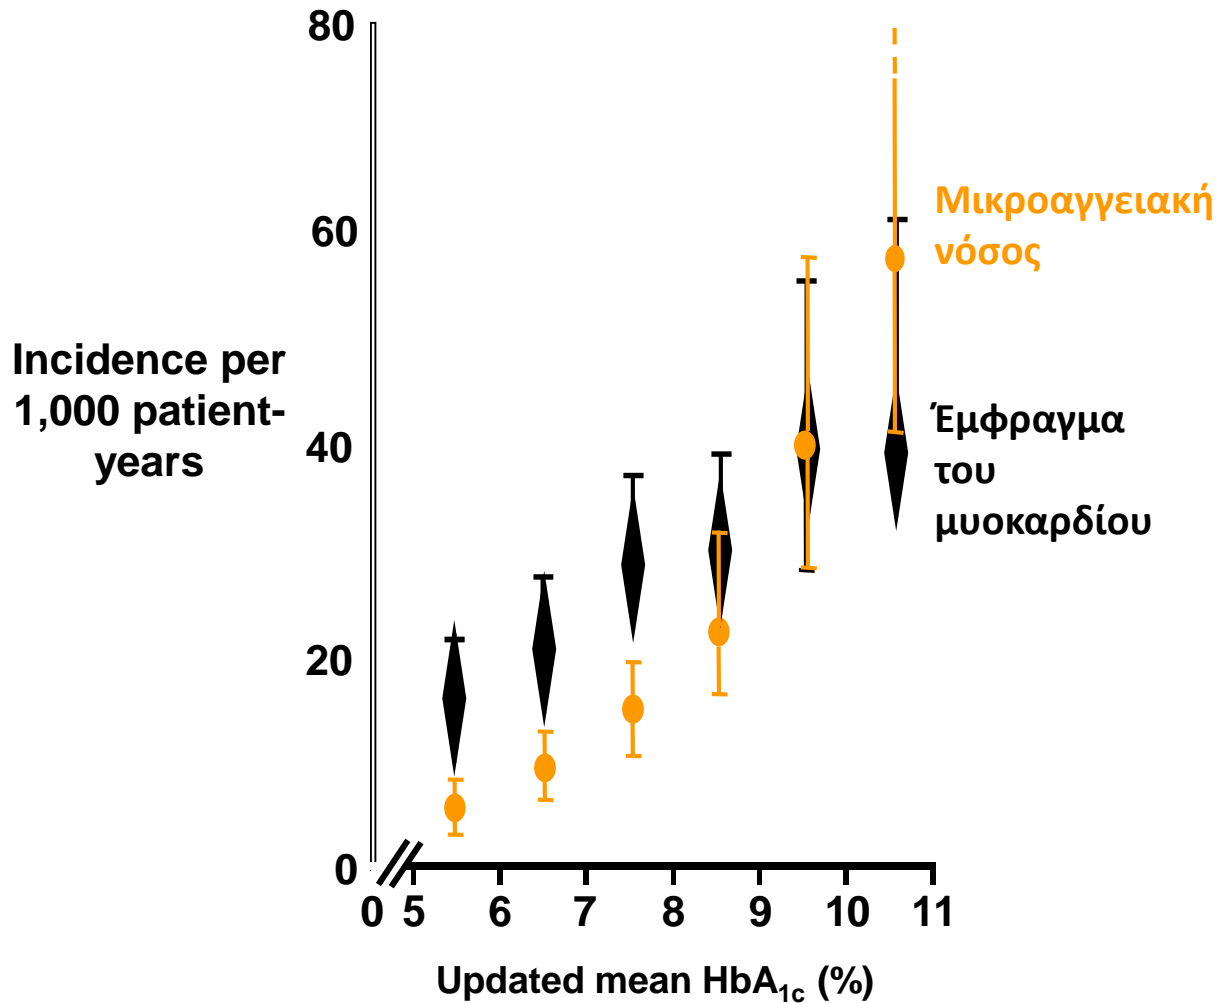 80
60
40
20
0
Incidence per
1,000 patient-
years
Μικροαγγειακή
νόσος
Έμφραγμα
του
μυοκαρδίου
0 5 6 7 8 9 10 11
Updated mean HbA1c (%)